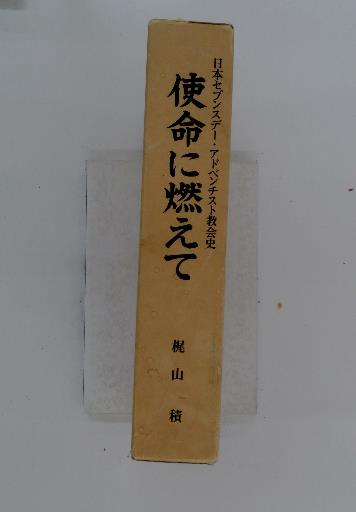 日本セブンスデー・アドベンチスト教会史
使命に燃えて
梶山 積